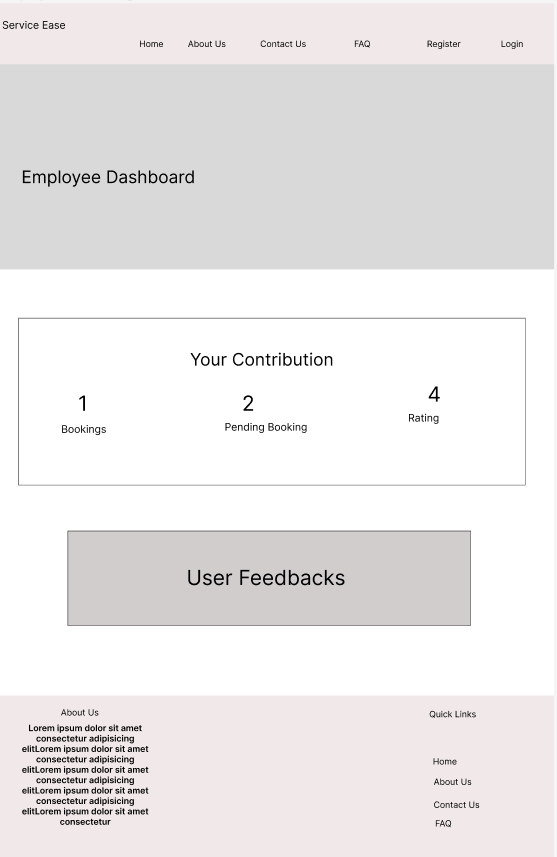 Service Ease
Home About Us Contact Us FAQ Register Login
Employee Dashboard
Your Contribution
1
Bookings
2
Pending Booking
4
Rating
User Feedbacks
About Us
Lorem ipsum dolor sit amet
consectetur adipisicing
elitLorem ipsum dolor sit amet
consectetur adipisicing
elitLorem ipsum dolor sit amet
consectetur adipisicing
elitLorem ipsum dolor sit amet
consectetur adipisicing
elitLorem ipsum dolor sit amet
consectetur
Quick Links
Home
About Us
Contact Us
FAQ